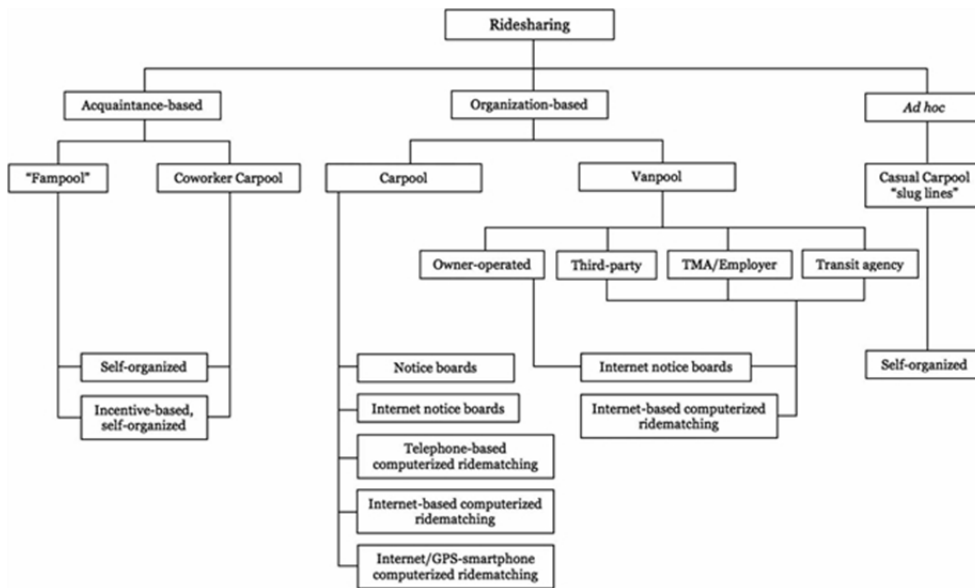 Ridesharing
Acquaintance-based
Organization-based
Ad hoc
"Fampool"
Coworker Carpool
Carpool
Vanpool
Casual Carpool
"slug lines"
Owner-operated
Third-party
TMA/Employer
Transit agency
Self-organized
Incentive-based,
self-organized
Notice boards
Internet notice boards
Telephone-based
computerized ridematching
Internet-based computerized
ridematching
Internet/GPS-smartphone
computerized ridematching
Internet notice boards
Internet-based computerized
ridematching
Self-organized